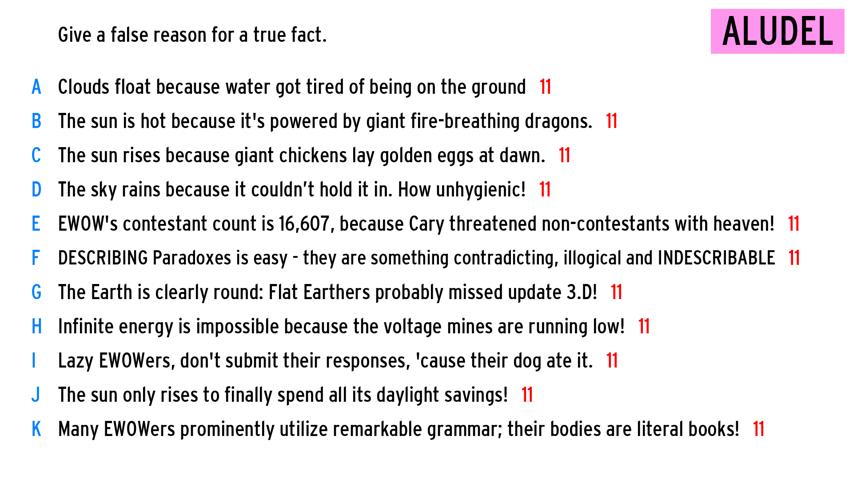 Give a false reason for a true fact.
ALUDEL
A Clouds float because water got tired of being on the ground 11
B The sun is hot because it's powered by giant fire-breathing dragons. 11
C The sun rises because giant chickens lay golden eggs at dawn. 11
D The sky rains because it couldn’t hold it in. How unhygienic! 11
E EWOW's contestant count is 16,607, because Cary threatened non-contestants with heaven! 11
F DESCRIBING Paradoxes is easy - they are something contradicting, illogical and INDESCRIBABLE 11
G The Earth is clearly round: Flat Earthers probably missed update 3.D! 11
H Infinite energy is impossible because the voltage mines are running low! 11
I Lazy EWOWers, don't submit their responses, 'cause their dog ate it. 11
J The sun only rises to finally spend all its daylight savings! 11
K Many EWOWers prominently utilize remarkable grammar; their bodies are literal books! 11